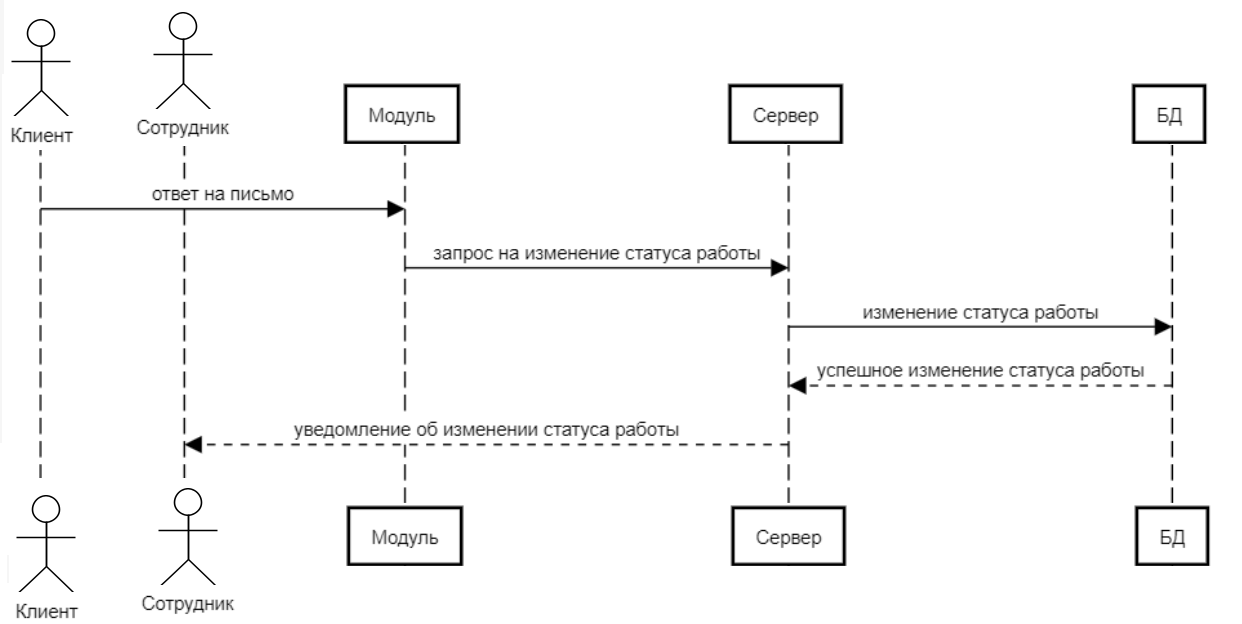 Клиент
Сотрудник
Модуль
Сервер
БД
ответ на письмо
запрос на изменение статуса работы
изменение статуса работы
успешное изменение статуса работы
уведомление об изменении статуса работы
Модуль
Сервер
БД
Клиент
Сотрудник